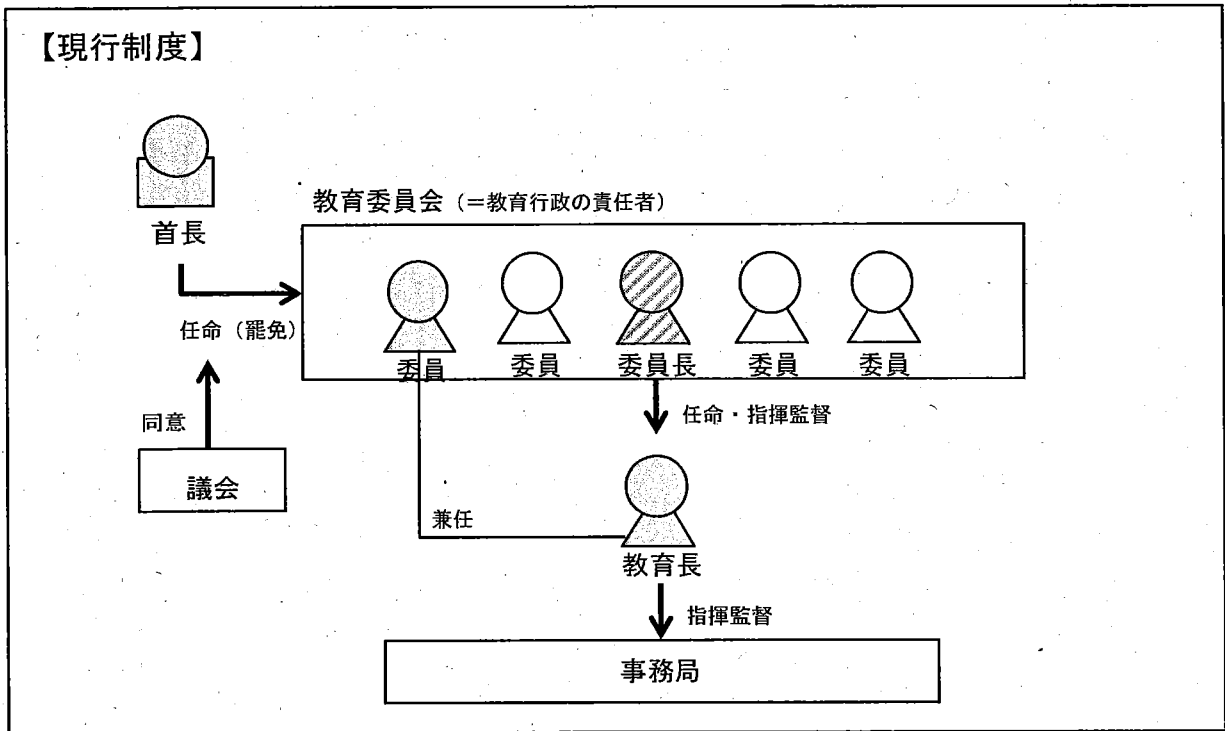 【現行制度】
首長
教育委員会（＝教育行政の責任者）
委員
委員
委員長
委員
委員
任命（罷免）
同意
議会
任命・指揮監督
兼任
教育長
指揮監督
事務局